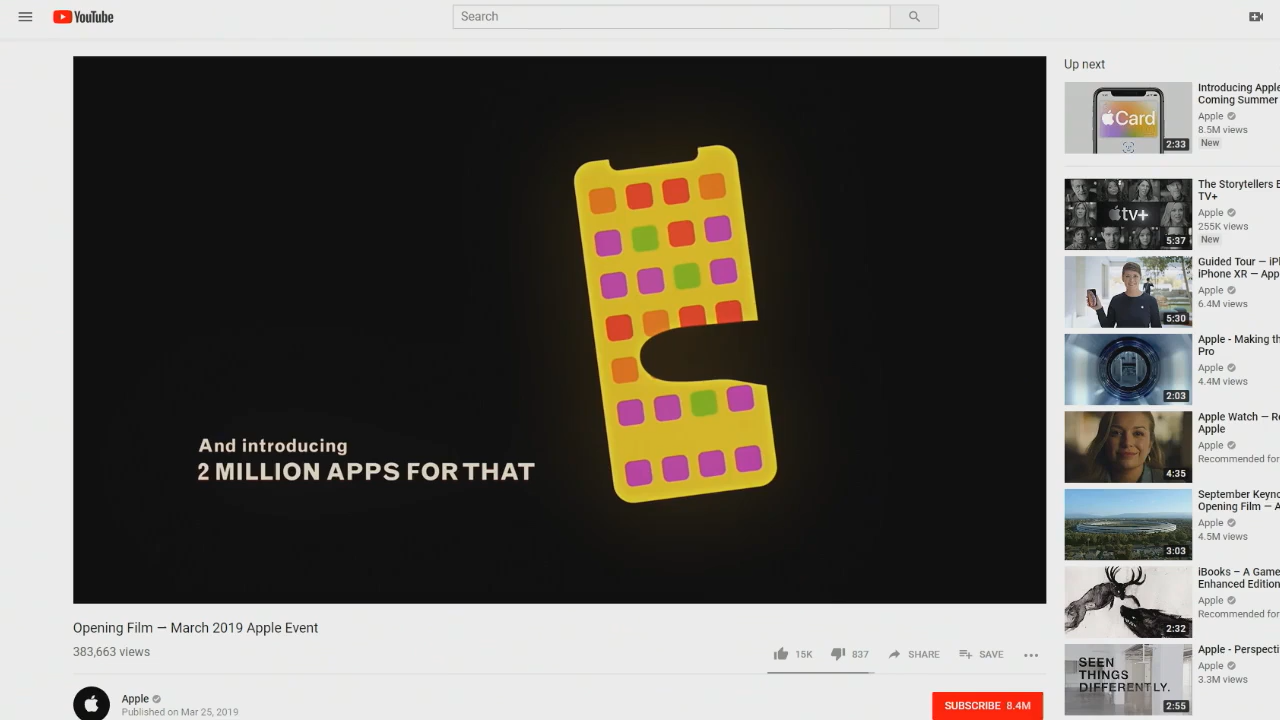 YouTube
Search
And introducing
2 MILLION APPS FOR THAT
Opening Film — March 2019 Apple Event
383,663 views
15K
837
SHARE
SAVE
Apple
Published on Mar 25, 2019
SUBSCRIBE 8.4M
Up next
Card
2:33
Introducing Apple
Coming Summer
Apple
8.5M views
New
tv+
5:37
The Storytellers B
TV+
Apple
255K views
New
5:30
Guided Tour — iPh
iPhone XR — App
Apple
6.4M views
2:03
Apple - Making th
Pro
Apple
4.4M views
4:35
Apple Watch — Re
Apple
Apple
Recommended for
3:03
September Keyno
Opening Film — A
Apple
4.5M views
2:32
iBooks – A Game
Enhanced Edition
Apple
Recommended for
SEEN
THINGS
DIFFERENTLY.
2:55
Apple - Perspecti
Apple
3.3M views